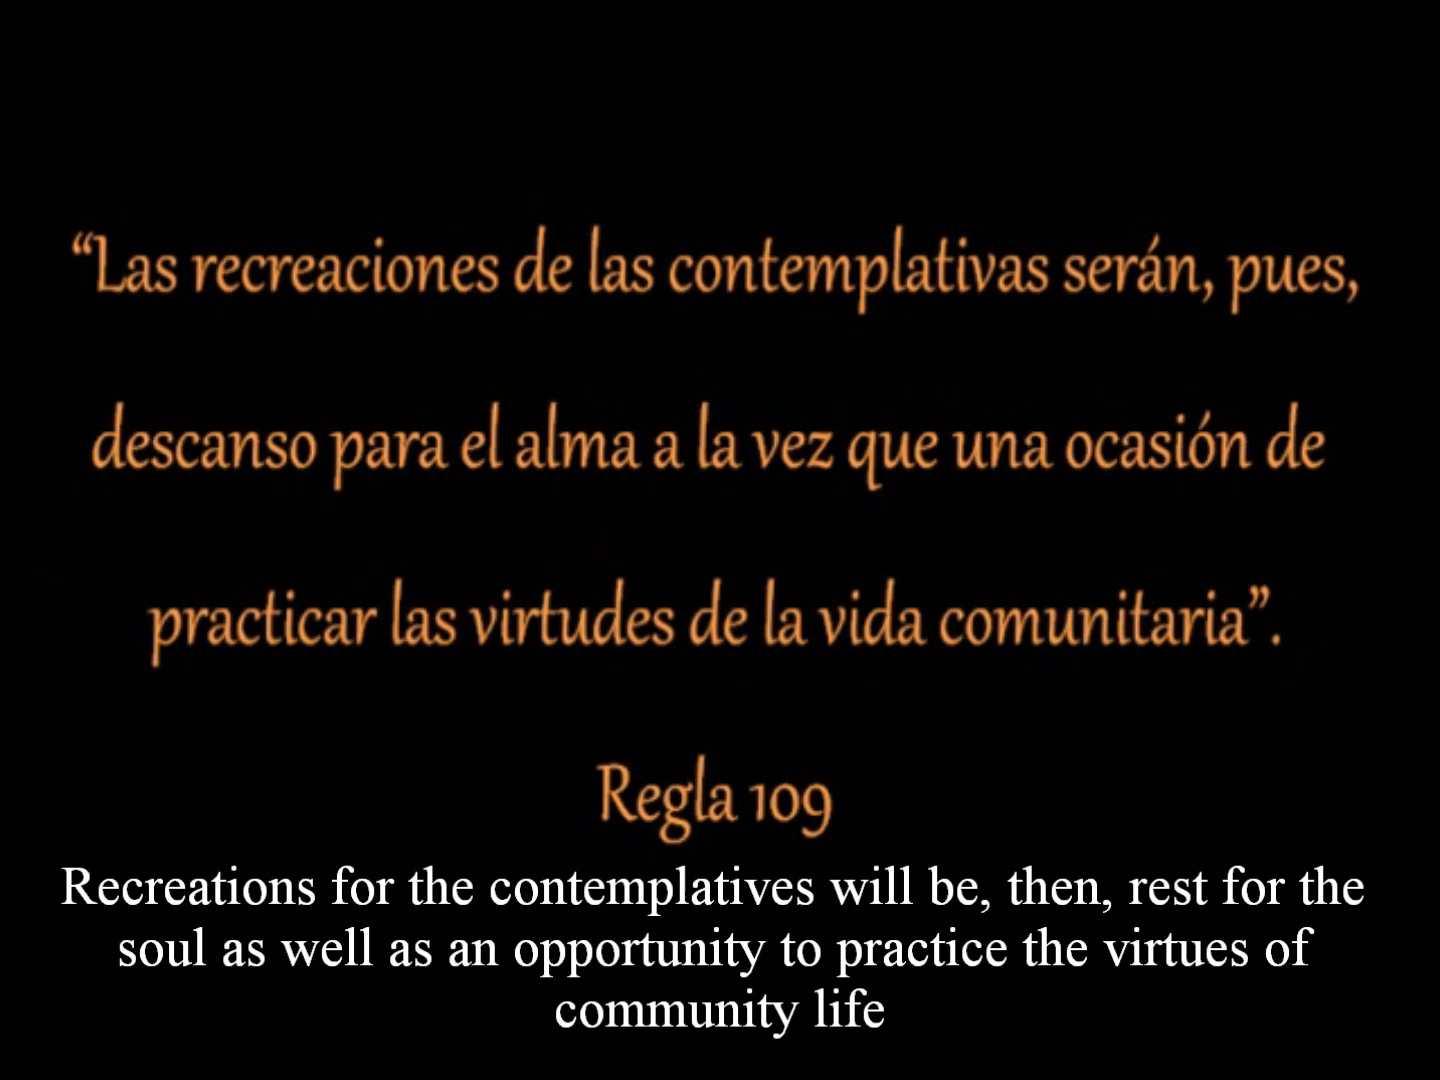 “Las recreaciones de las contemplativas serán, pues,
descanso para el alma a la vez que una ocasión de
practicar las virtudes de la vida comunitaria”.
Regla 109
Recreations for the contemplatives will be, then, rest for the
soul as well as an opportunity to practice the virtues of
community life